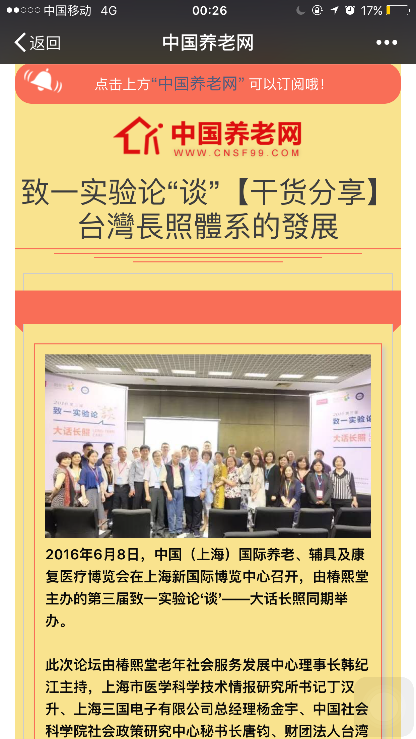 中国移动 4G 00:26 17%
返回 中国养老网
点击上方“中国养老网” 可以订阅哦！
中国养老网
WWW.CNSF99.COM
致一实验论“谈”【干货分享】
台灣長照體系的發展
致一实验论
大话长照
致一实验论
大话长照
2016年6月8日，中国（上海）国际养老、辅具及康
复医疗博览会在上海新国际博览中心召开，由椿熙堂
主办的第三届致一实验论‘谈’——大话长照同期举
办。
此次论坛由椿熙堂老年社会服务发展中心理事长韩纪
江主持，上海市医学科学技术情报研究所书记丁汉
升、上海三国电子有限公司总经理杨金宇、中国社会
科学院社会政策研究中心秘书长唐钧、财团法人台湾